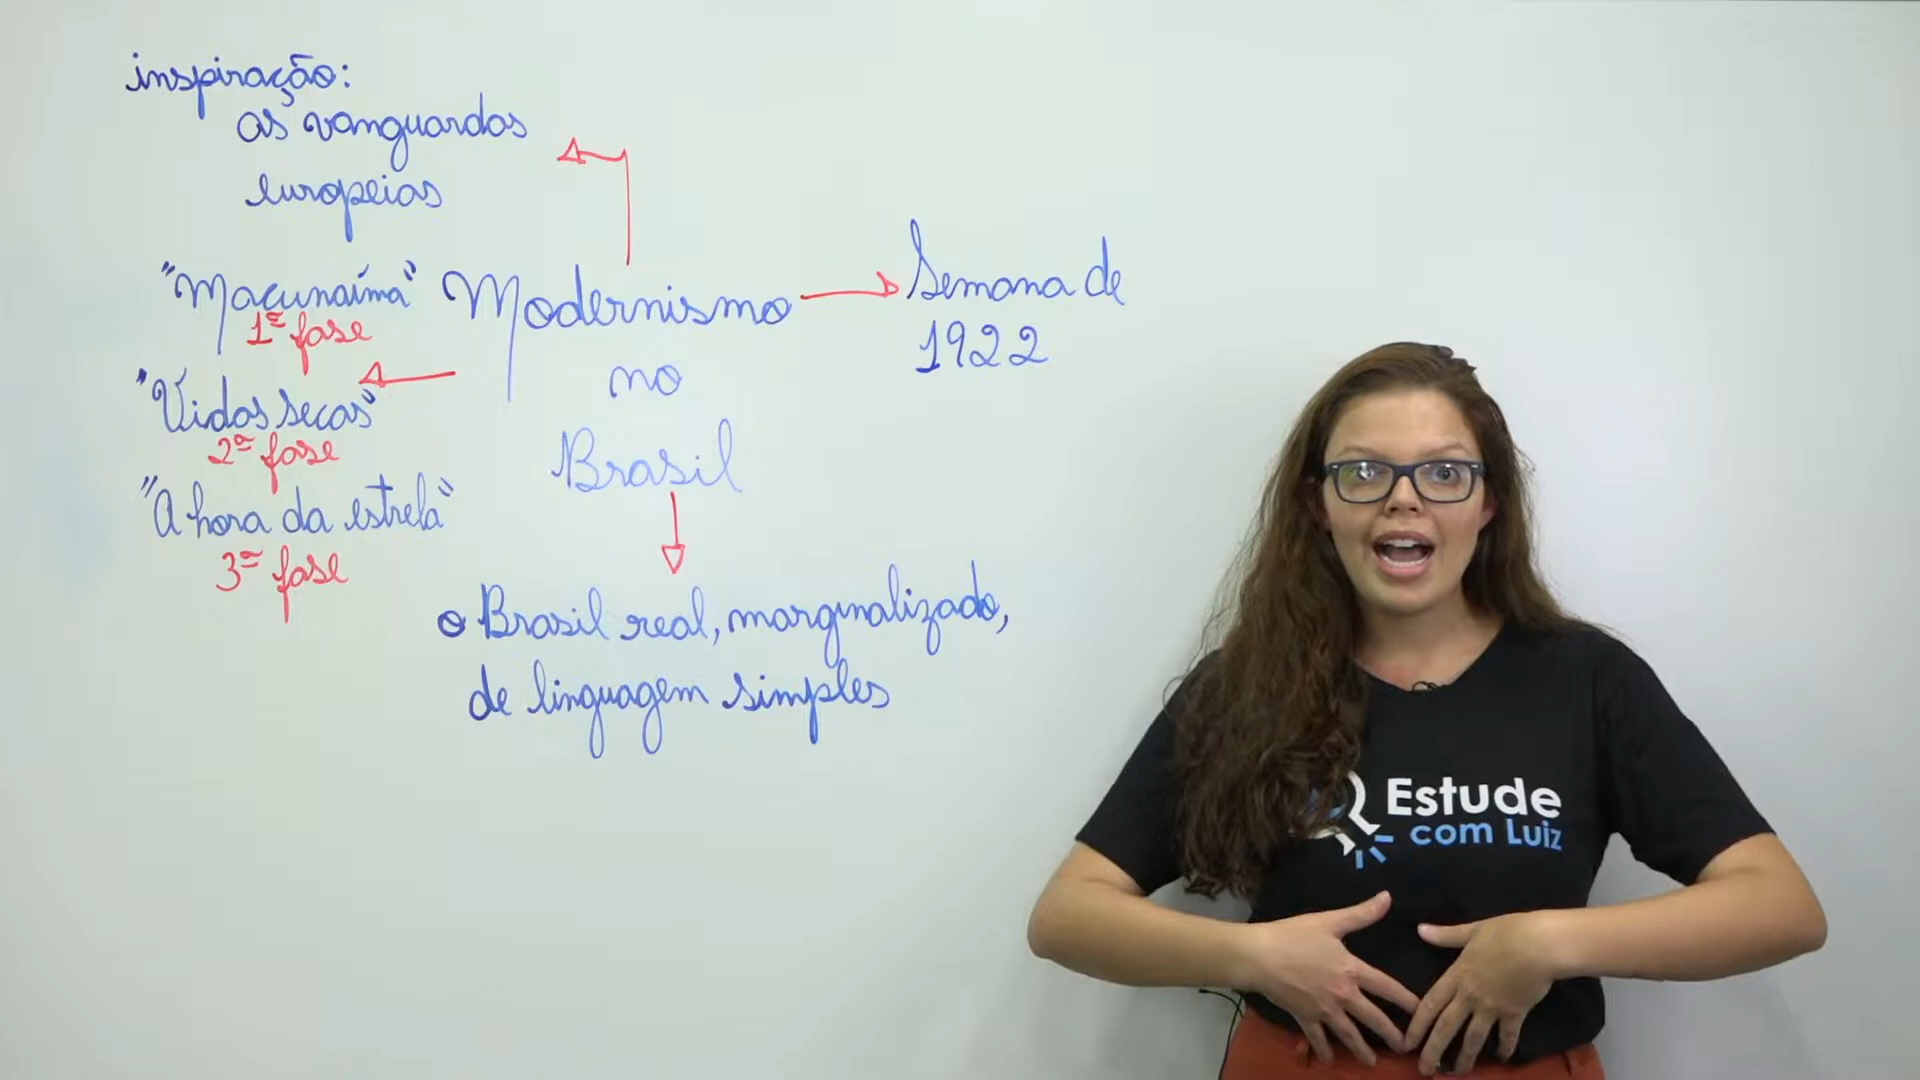 inspiração:
as vanguardas
europeias
"Macunaíma"
1ª fase
"Vidas secas"
2ª fase
"A hora da estrela"
3ª fase
Modernismo
no
Brasil
Semana de
1922
o Brasil real, marginalizado,
de linguagem simples
Estude
com Luiz